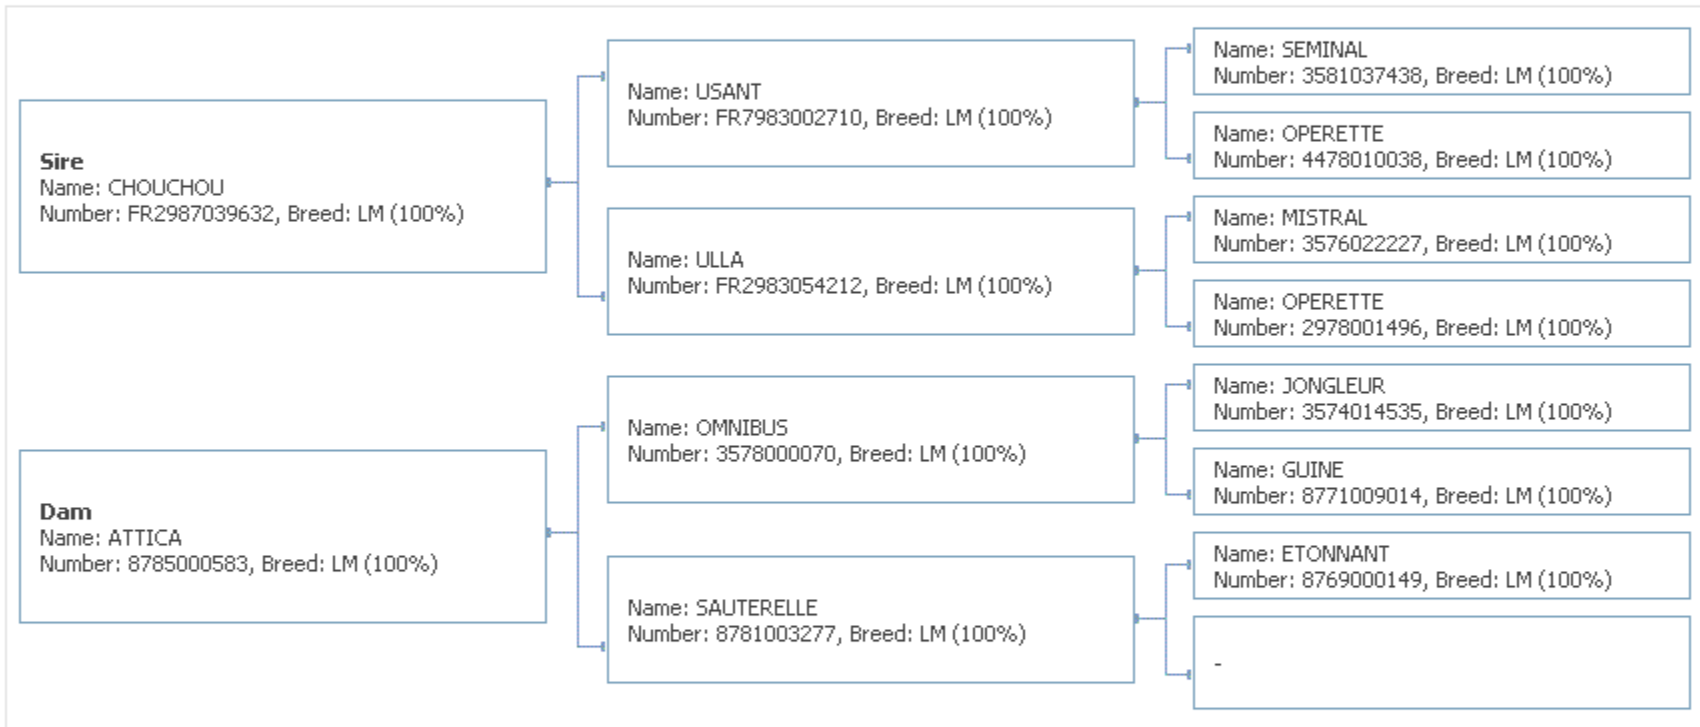 Sire
Name: CHOUCHOU
Number: FR2987039632, Breed: LM (100%)
Name: USANT
Number: FR7983002710, Breed: LM (100%)
Name: SEMINAL
Number: 3581037438, Breed: LM (100%)
Name: OPERETTE
Number: 4478010038, Breed: LM (100%)
Name: ULLA
Number: FR2983054212, Breed: LM (100%)
Name: MISTRAL
Number: 3576022227, Breed: LM (100%)
Name: OPERETTE
Number: 2978001496, Breed: LM (100%)
Dam
Name: ATTICA
Number: 8785000583, Breed: LM (100%)
Name: OMNIBUS
Number: 3578000070, Breed: LM (100%)
Name: JONGLEUR
Number: 3574014535, Breed: LM (100%)
Name: GUINE
Number: 8771009014, Breed: LM (100%)
Name: SAUTERELLE
Number: 8781003277, Breed: LM (100%)
Name: ETONNANT
Number: 8769000149, Breed: LM (100%)
-